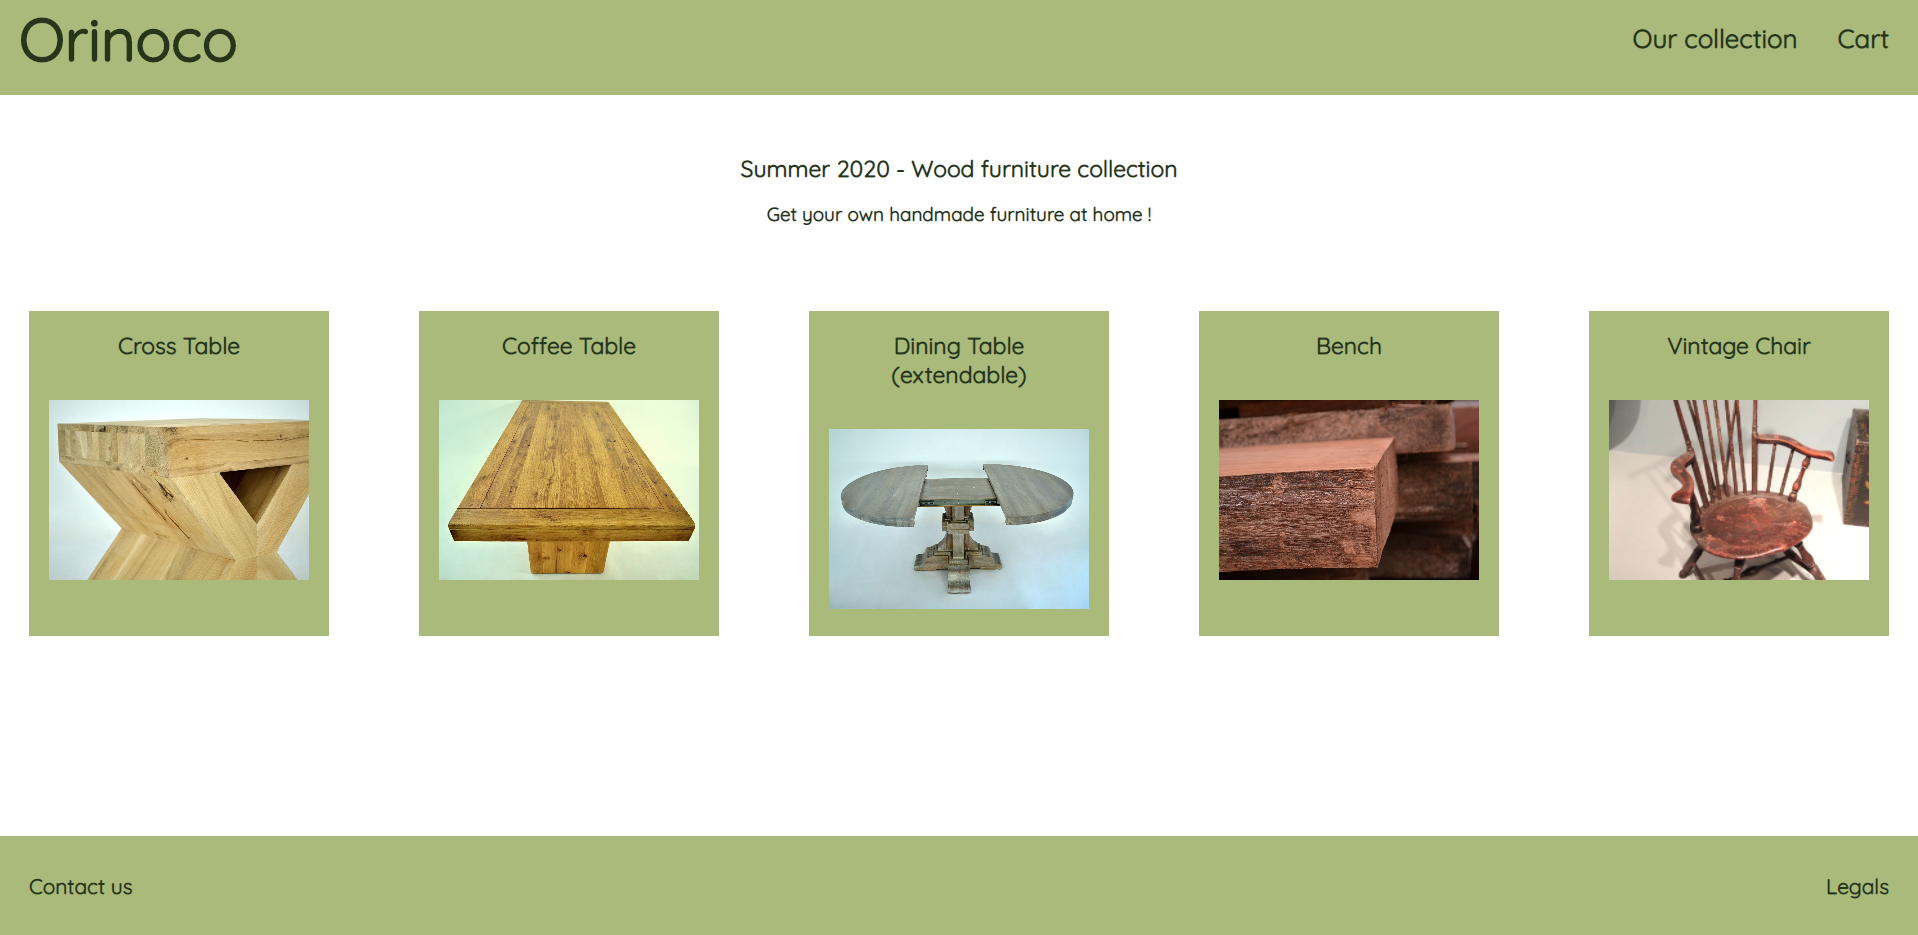 Orinoco
Our collection
Cart
Summer 2020 - Wood furniture collection
Get your own handmade furniture at home !
Cross Table
Coffee Table
Dining Table
(extendable)
Bench
Vintage Chair
Contact us
Legals